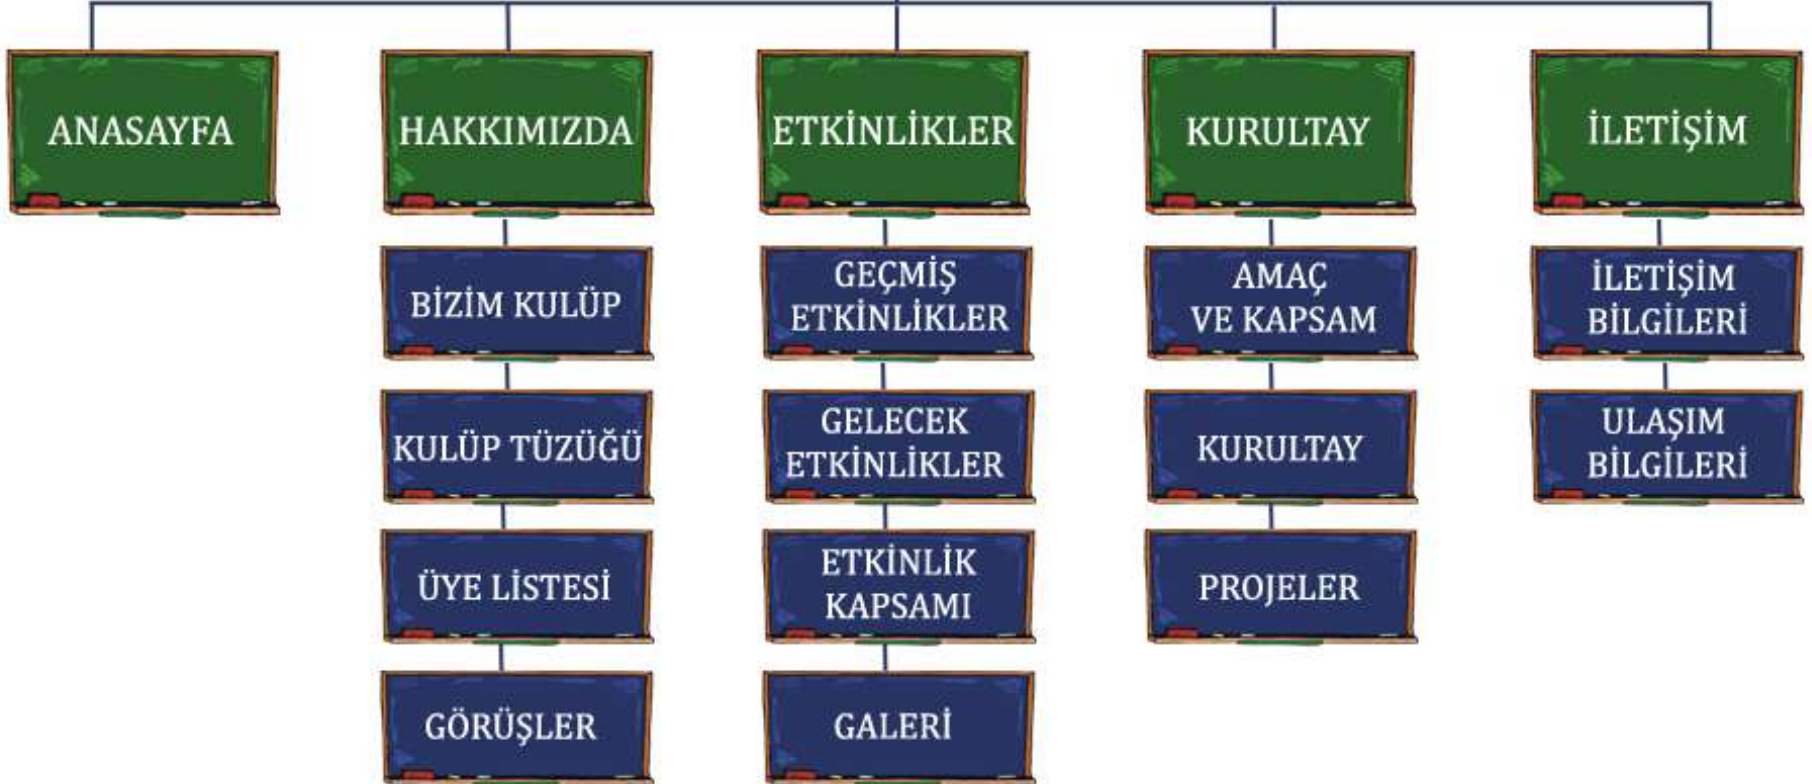 ANASAYFA
HAKKIMIZDA
ETKİNLİKLER
KURULTAY
İLETİŞİM
BİZİM KULÜP
KULÜP TÜZÜĞÜ
ÜYE LİSTESİ
GÖRÜŞLER
GEÇMİŞ
ETKİNLİKLER
GELECEK
ETKİNLİKLER
ETKİNLİK
KAPSAMI
GALERİ
AMAÇ
VE KAPSAM
KURULTAY
PROJELER
İLETİŞİM
BİLGİLERİ
ULAŞIM
BİLGİLERİ